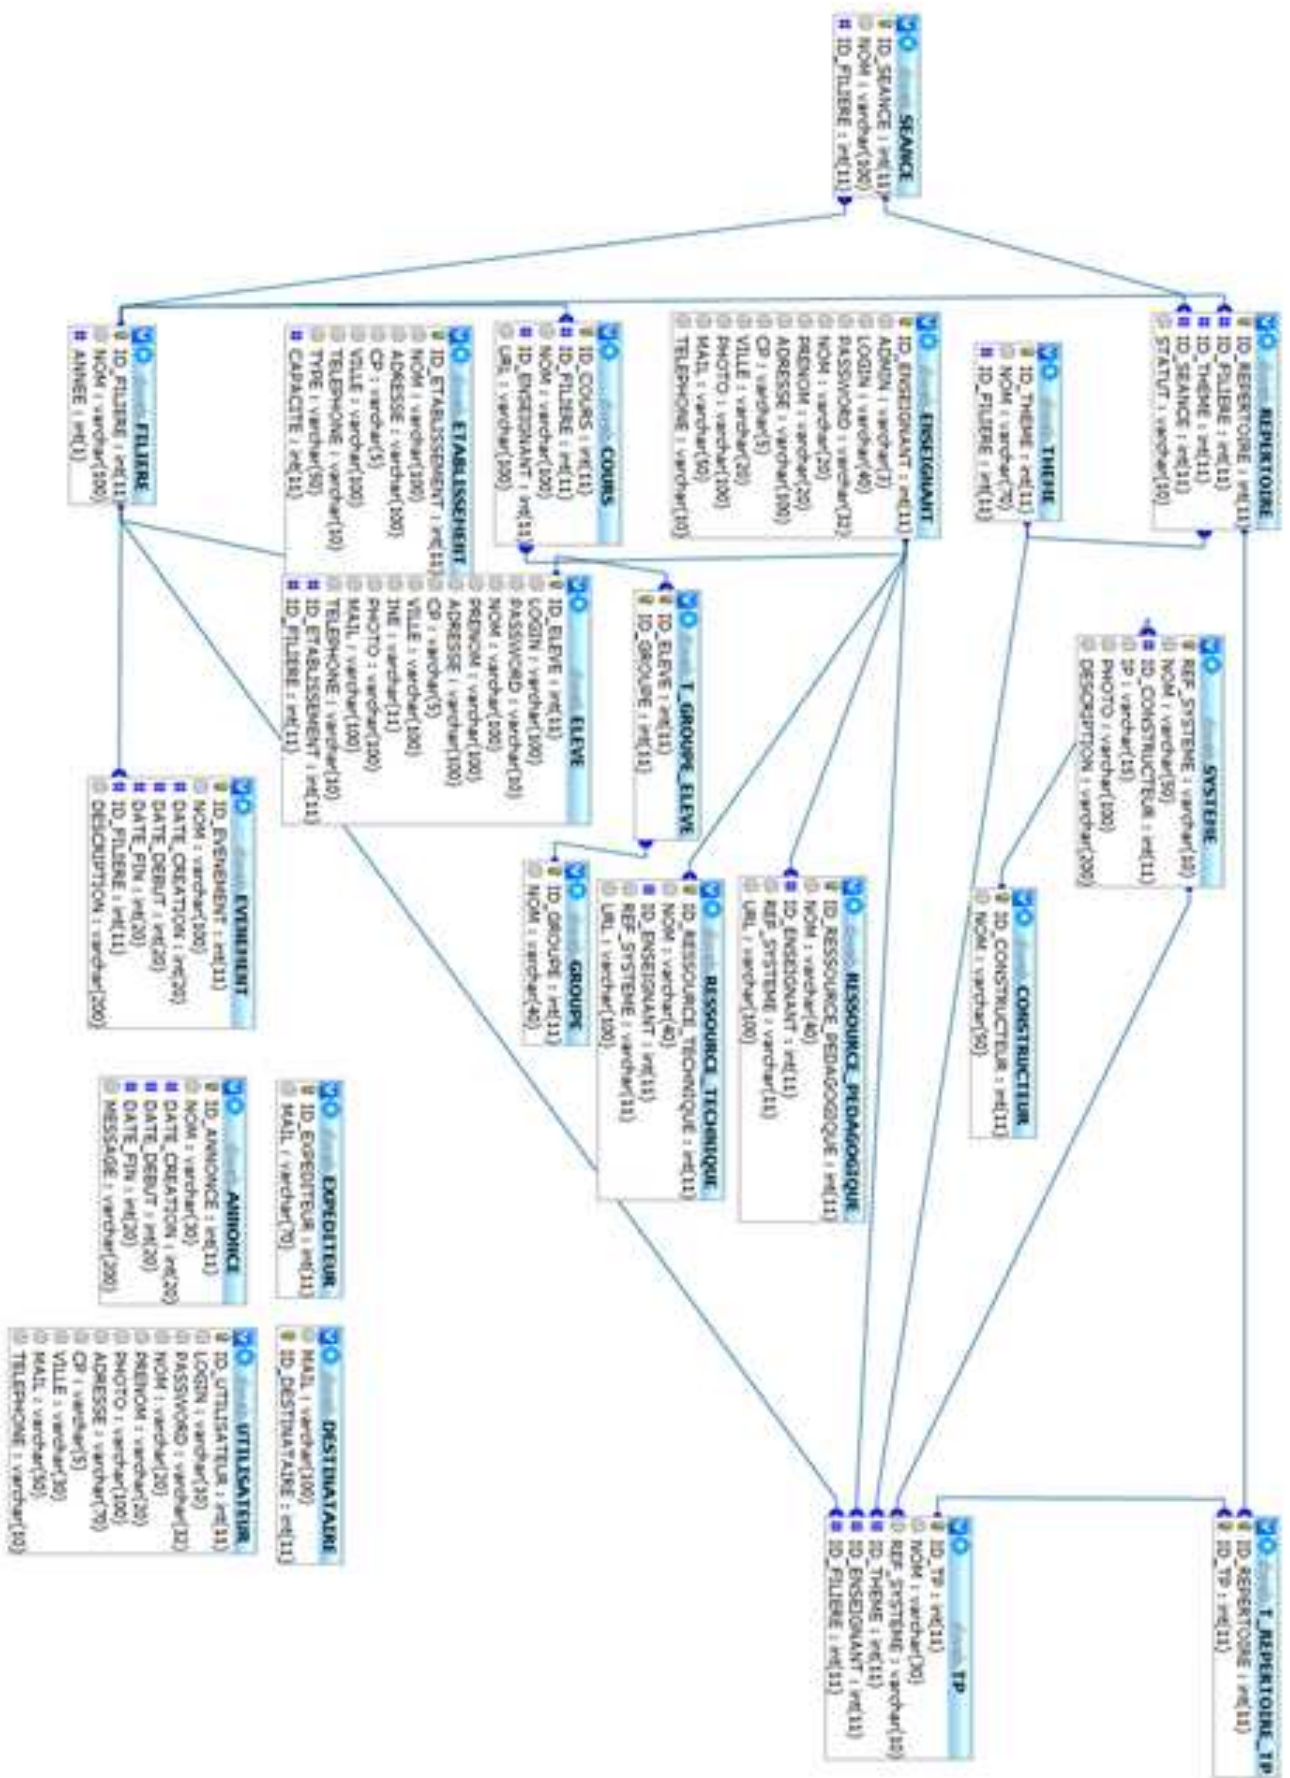 SEANCE
ID_SEANCE : int(11)
NOM : varchar(100)
ID_FILIERE : int(11)
REPERTOIRE
ID_REPERTOIRE : int(11)
ID_FILIERE : int(11)
ID_THEME : int(11)
ID_SEANCE : int(11)
STATUT : varchar(10)
THEME
ID_THEME : int(11)
NOM : varchar(70)
ID_FILIERE : int(11)
ENSEIGNANT
ID_ENSEIGNANT : int(11)
ADMIN : varchar(3)
LOGIN : varchar(40)
PASSWORD : varchar(32)
NOM : varchar(20)
PRENOM : varchar(20)
ADRESSE : varchar(100)
CP : varchar(5)
VILLE : varchar(20)
PHOTO : varchar(100)
MAIL : varchar(50)
TELEPHONE : varchar(10)
COURS
ID_COURS : int(11)
ID_FILIERE : int(11)
NOM : varchar(100)
ID_ENSEIGNANT : int(11)
URL : varchar(100)
ETABLISSEMENT
ID_ETABLISSEMENT : int(11)
NOM : varchar(100)
ADRESSE : varchar(100)
CP : varchar(5)
VILLE : varchar(100)
TELEPHONE : varchar(10)
TYPE : varchar(50)
CAPACITE : int(11)
FILIERE
ID_FILIERE : int(11)
NOM : varchar(100)
ANNEE : int(1)
SYSTEME
REF_SYSTEME : varchar(10)
NOM : varchar(50)
ID_CONSTRUCTEUR : int(11)
IP : varchar(15)
PHOTO : varchar(100)
DESCRIPTION : varchar(200)
T_GROUPE_ELEVE
ID_ELEVE : int(11)
ID_GROUPE : int(11)
ELEVE
ID_ELEVE : int(11)
LOGIN : varchar(100)
PASSWORD : varchar(10)
NOM : varchar(100)
PRENOM : varchar(100)
ADRESSE : varchar(100)
CP : varchar(5)
VILLE : varchar(100)
INE : varchar(11)
PHOTO : varchar(100)
MAIL : varchar(100)
TELEPHONE : varchar(10)
ID_ETABLISSEMENT : int(11)
ID_FILIERE : int(11)
CONSTRUCTEUR
ID_CONSTRUCTEUR : int(11)
NOM : varchar(50)
RESSOURCE_PEDAGOGIQUE
ID_RESSOURCE_PEDAGOGIQUE : int(11)
NOM : varchar(40)
ID_ENSEIGNANT : int(11)
REF_SYSTEME : varchar(11)
URL : varchar(100)
RESSOURCE_TECHNIQUE
ID_RESSOURCE_TECHNIQUE : int(11)
NOM : varchar(40)
ID_ENSEIGNANT : int(11)
REF_SYSTEME : varchar(11)
URL : varchar(100)
GROUPE
ID_GROUPE : int(11)
NOM : varchar(40)
EVENEMENT
ID_EVENEMENT : int(11)
NOM : varchar(100)
DATE_CREATION : int(20)
DATE_DEBUT : int(20)
DATE_FIN : int(20)
ID_FILIERE : int(11)
DESCRIPTION : varchar(200)
EXPEDITEUR
ID_EXPEDITEUR : int(11)
MAIL : varchar(70)
ANNONCE
ID_ANNONCE : int(11)
NOM : varchar(30)
DATE_CREATION : int(20)
DATE_DEBUT : int(20)
DATE_FIN : int(20)
MESSAGE : varchar(200)
DESTINATAIRE
MAIL : varchar(100)
ID_DESTINATAIRE : int(11)
UTILISATEUR
ID_UTILISATEUR : int(11)
LOGIN : varchar(30)
PASSWORD : varchar(32)
NOM : varchar(20)
PRENOM : varchar(20)
PHOTO : varchar(100)
ADRESSE : varchar(70)
CP : varchar(5)
VILLE : varchar(30)
MAIL : varchar(50)
TELEPHONE : varchar(10)
T_REPERTOIRE_TP
ID_REPERTOIRE : int(11)
ID_TP : int(11)
TP
ID_TP : int(11)
NOM : varchar(30)
REF_SYSTEME : varchar(10)
ID_THEME : int(11)
ID_ENSEIGNANT : int(11)
ID_FILIERE : int(11)